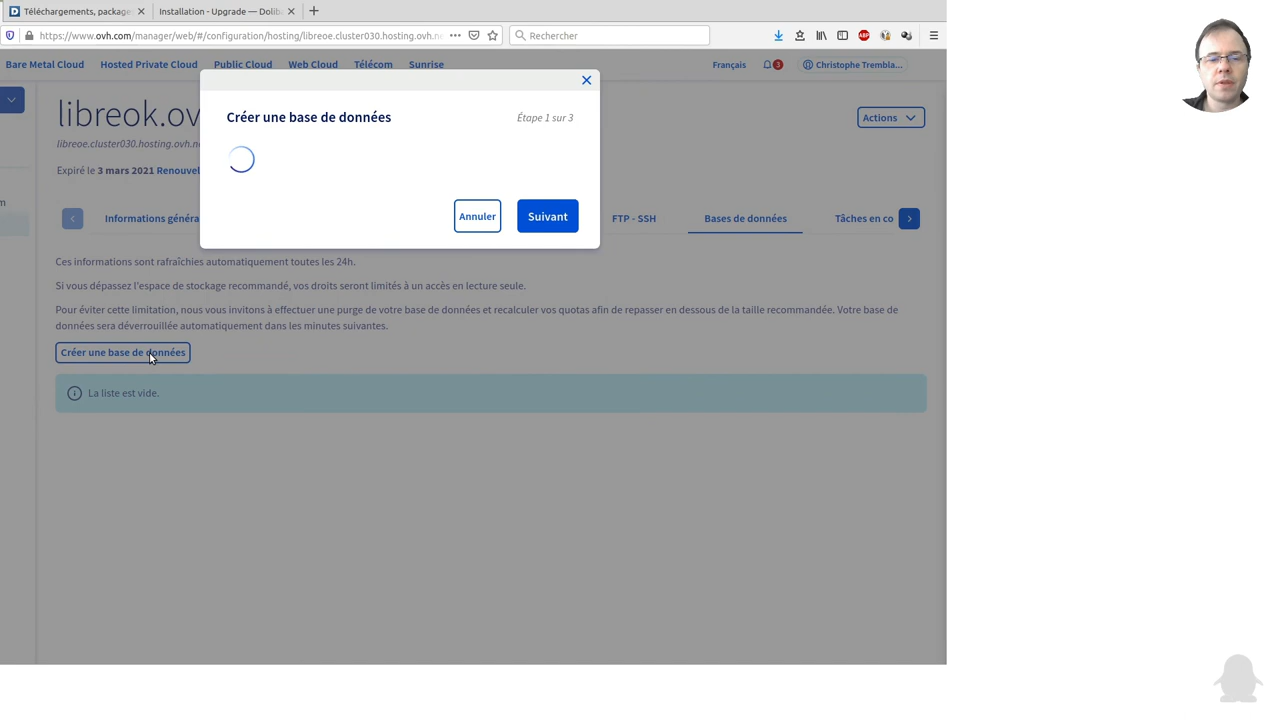 Téléchargements, package
Installation - Upgrade — Dolib
https://www.ovh.com/manager/web/#/configuration/hosting/libreoe.cluster030.hosting.ovh.ne
Rechercher
Bare Metal Cloud
Hosted Private Cloud
Public Cloud
Web Cloud
Télécom
Sunrise
Français
3
Christophe Trembla...
Créer une base de données
Étape 1 sur 3
libreok.ov
Actions
libreoe.cluster030.hosting.ovh.ne
Expiré le 3 mars 2021 Renouvel
Annuler
Suivant
Informations généra
FTP - SSH
Bases de données
Tâches en co
Ces informations sont rafraîchies automatiquement toutes les 24h.
Si vous dépassez l'espace de stockage recommandé, vos droits seront limités à un accès en lecture seule.
Pour éviter cette limitation, nous vous invitons à effectuer une purge de votre base de données et recalculer vos quotas afin de repasser en dessous de la taille recommandée. Votre base de
données sera déverrouillée automatiquement dans les minutes suivantes.
Créer une base de données
La liste est vide.